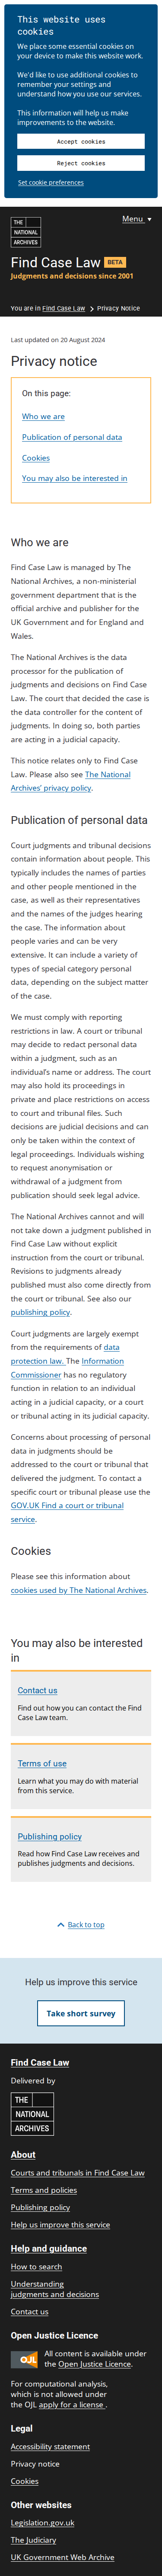 This website uses
cookies
We place some essential cookies on
your device to make this website work.
We'd like to use additional cookies to
remember your settings and
understand how you use our services.
This information will help us make
improvements to the website.
Accept cookies
Reject cookies
Set cookie preferences
THE
NATIONAL
ARCHIVES
Menu
Find Case Law BETA
Judgments and decisions since 2001
You are in Find Case Law Privacy Notice
Last updated on 20 August 2024
Privacy notice
On this page:
Who we are
Publication of personal data
Cookies
You may also be interested in
Who we are
Find Case Law is managed by The
National Archives, a non-ministerial
government department that is the
official archive and publisher for the
UK Government and for England and
Wales.
The National Archives is the data
processor for the publication of
judgments and decisions on Find Case
Law. The court that decided the case is
the data controller for the content of
judgments. In doing so, both parties
are acting in a judicial capacity.
This notice relates only to Find Case
Law. Please also see The National
Archives' privacy policy.
Publication of personal data
Court judgments and tribunal decisions
contain information about people. This
typically includes the names of parties
and other people mentioned in the
case, as well as their representatives
and the names of the judges hearing
the case. The information about
people varies and can be very
extensive. It can include a variety of
types of special category personal
data, depending on the subject matter
of the case.
We must comply with reporting
restrictions in law. A court or tribunal
may decide to redact personal data
within a judgment, such as an
individual's name or address. The court
may also hold its proceedings in
private and place restrictions on access
to court and tribunal files. Such
decisions are judicial decisions and can
only be taken within the context of
legal proceedings. Individuals wishing
to request anonymisation or
withdrawal of a judgment from
publication should seek legal advice.
The National Archives cannot and will
not take down a judgment published in
Find Case Law without explicit
instruction from the court or tribunal.
Revisions to judgments already
published must also come directly from
the court or tribunal. See also our
publishing policy.
Court judgments are largely exempt
from the requirements of data
protection law. The Information
Commissioner has no regulatory
function in relation to an individual
acting in a judicial capacity, or a court
or tribunal acting in its judicial capacity.
Concerns about processing of personal
data in judgments should be
addressed to the court or tribunal that
delivered the judgment. To contact a
specific court or tribunal please use the
GOV.UK Find a court or tribunal
service.
Cookies
Please see this information about
cookies used by The National Archives.
You may also be interested
in
Contact us
Find out how you can contact the Find
Case Law team.
Terms of use
Learn what you may do with material
from this service.
Publishing policy
Read how Find Case Law receives and
publishes judgments and decisions.
Back to top
Help us improve this service
Take short survey
Find Case Law
Delivered by
THE
NATIONAL
ARCHIVES
About
Courts and tribunals in Find Case Law
Terms and policies
Publishing policy
Help us improve this service
Help and guidance
How to search
Understanding
judgments and decisions
Contact us
Open Justice Licence
OJL All content is available under
the Open Justice Licence.
For computational analysis,
which is not allowed under
the OJL apply for a license .
Legal
Accessibility statement
Privacy notice
Cookies
Other websites
Legislation.gov.uk
The Judiciary
UK Government Web Archive